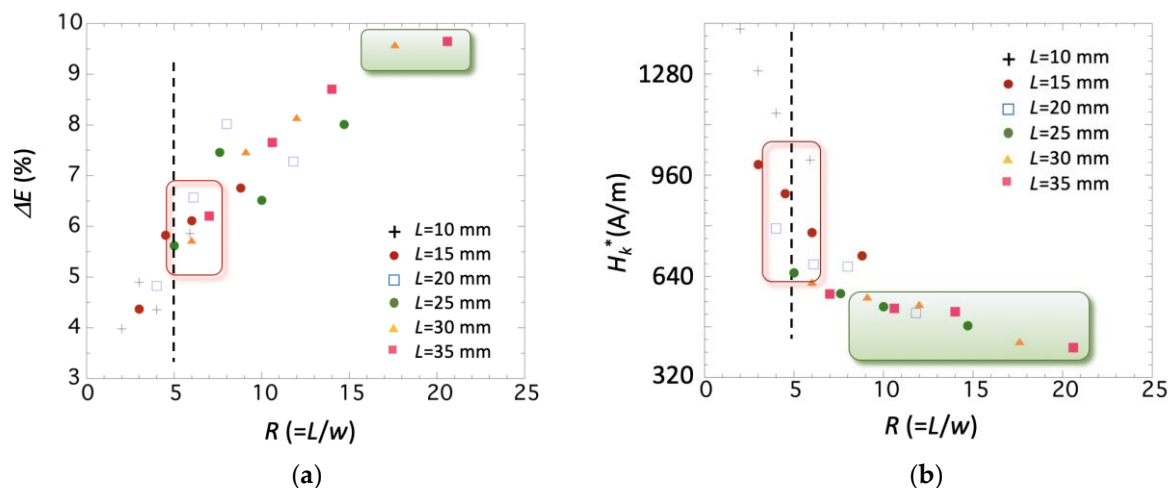 10
9
8
7
6
5
4
3
ΔE (%)
L=10 mm
L=15 mm
L=20 mm
L=25 mm
L=30 mm
L=35 mm
0 5 10 15 20 25
R (=L/w)
(a)
1280
960
640
320
Hk*(A/m)
L=10 mm
L=15 mm
L=20 mm
L=25 mm
L=30 mm
L=35 mm
0 5 10 15 20 25
R (=L/w)
(b)